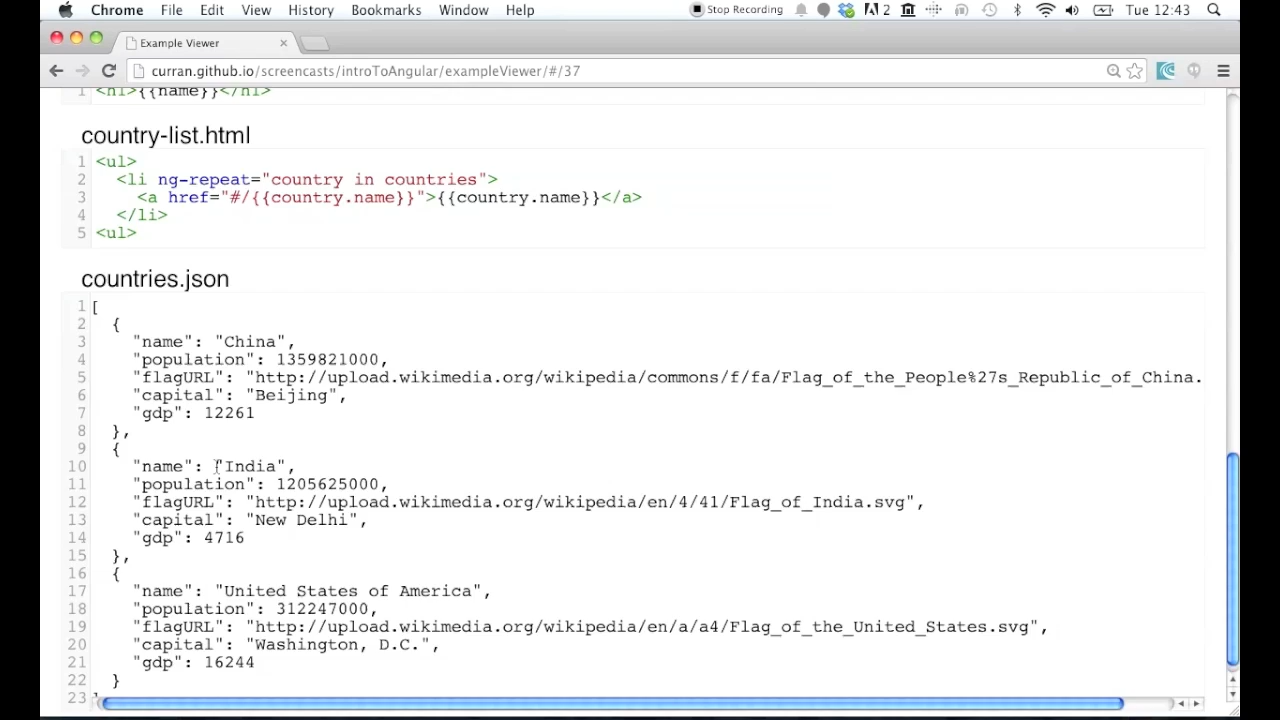 Chrome File Edit View History Bookmarks Window Help Stop Recording 2 Tue 12:43
Example Viewer
curran.github.io/screencasts/introToAngular/exampleViewer/#/37
1 <h1>{{name}}</h1>
country-list.html
1 <ul>
2 <li ng-repeat="country in countries">
3 <a href="#/{{country.name}}">{{country.name}}</a>
4 </li>
5 <ul>
countries.json
1 [
2 {
3 "name": "China",
4 "population": 1359821000,
5 "flagURL": "http://upload.wikimedia.org/wikipedia/commons/f/fa/Flag_of_the_People%27s_Republic_of_China.
6 "capital": "Beijing",
7 "gdp": 12261
8 },
9 {
10 "name": "India",
11 "population": 1205625000,
12 "flagURL": "http://upload.wikimedia.org/wikipedia/en/4/41/Flag_of_India.svg",
13 "capital": "New Delhi",
14 "gdp": 4716
15 },
16 {
17 "name": "United States of America",
18 "population": 312247000,
19 "flagURL": "http://upload.wikimedia.org/wikipedia/en/a/a4/Flag_of_the_United_States.svg",
20 "capital": "Washington, D.C.",
21 "gdp": 16244
22 }
23 ]